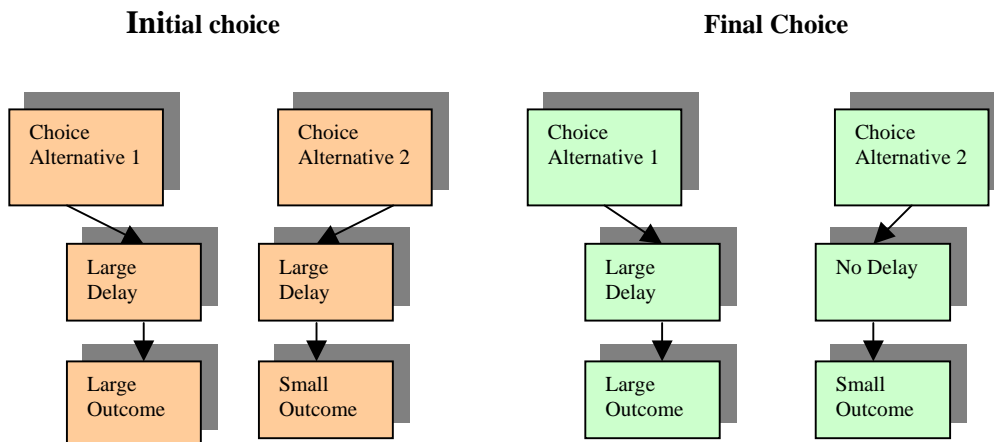 Initial choice
Final Choice
Choice
Alternative 1
Choice
Alternative 2
Choice
Alternative 1
Choice
Alternative 2
Large
Delay
Large
Delay
Large
Delay
No Delay
Large
Outcome
Small
Outcome
Large
Outcome
Small
Outcome